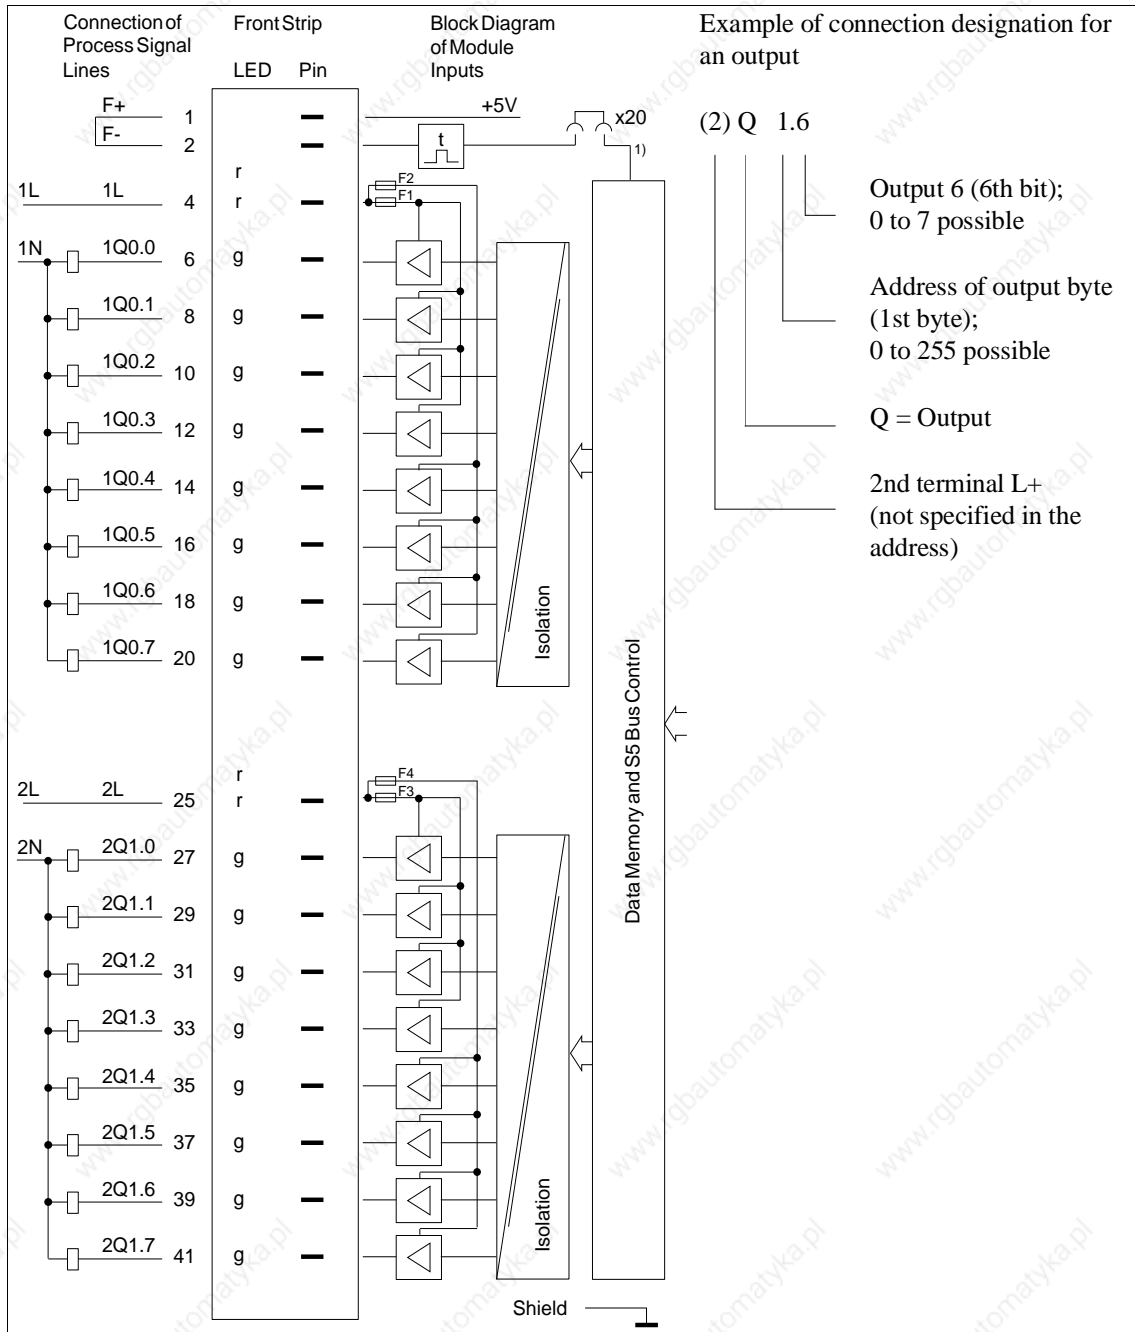 Connection of
Process Signal
Lines
Front Strip
LED Pin
Block Diagram
of Module
Inputs
Example of connection designation for
an output
F+ 1 +5V
F- 2 t x20
1)
(2) Q 1.6
r F2
1L 1L 4 r F1
1N 1Q0.0 6 g
1Q0.1 8 g
1Q0.2 10 g
1Q0.3 12 g
1Q0.4 14 g
1Q0.5 16 g
1Q0.6 18 g
1Q0.7 20 g
Isolation
Output 6 (6th bit);
0 to 7 possible
Address of output byte
(1st byte);
0 to 255 possible
Q = Output
2nd terminal L+
(not specified in the
address)
Data Memory and S5 Bus Control
r F4
2L 2L 25 r F3
2N 2Q1.0 27 g
2Q1.1 29 g
2Q1.2 31 g
2Q1.3 33 g
2Q1.4 35 g
2Q1.5 37 g
2Q1.6 39 g
2Q1.7 41 g
Isolation
Shield
www.rgbautomatyka.pl